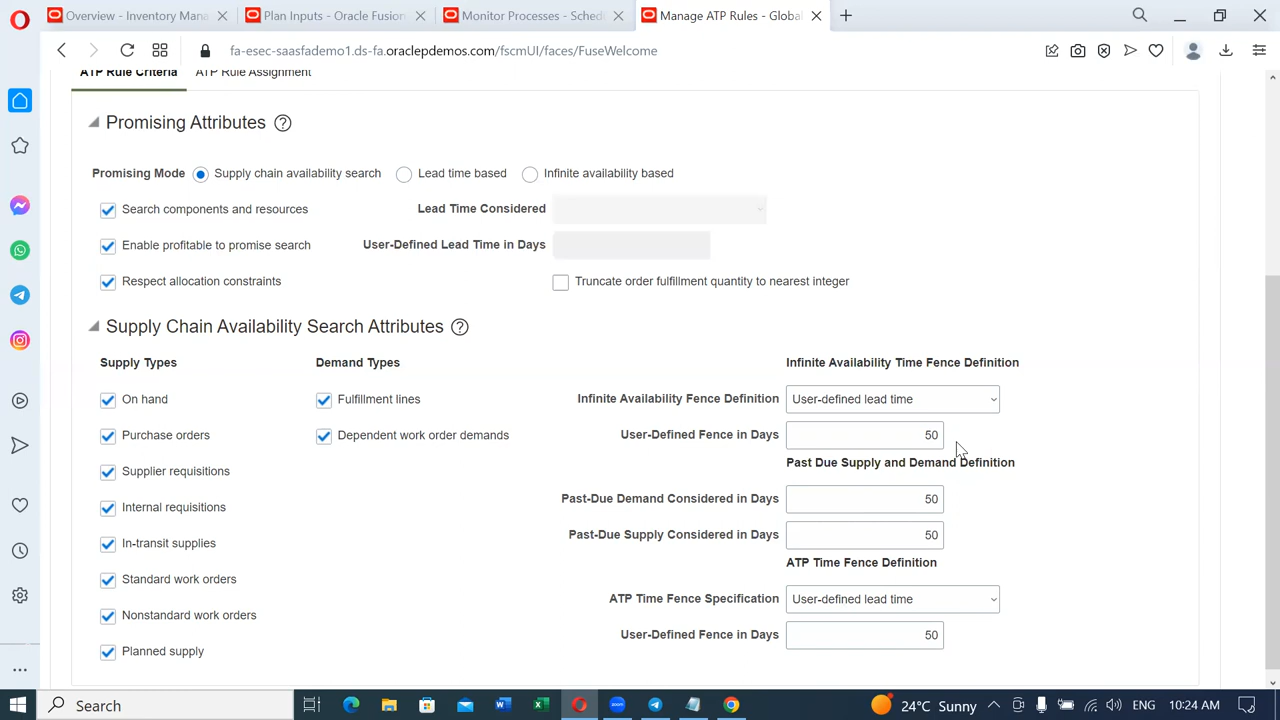 Overview - Inventory Mana
Plan Inputs - Oracle Fusion
Monitor Processes - Sched
Manage ATP Rules - Global
fa-esec-saasfademo1.ds-fa.oraclepdemos.com/fscmUI/faces/FuseWelcome
ATP Rule Criteria ATP Rule Assignment
Promising Attributes ?
Promising Mode Supply chain availability search Lead time based Infinite availability based
Search components and resources Lead Time Considered
Enable profitable to promise search User-Defined Lead Time in Days
Respect allocation constraints Truncate order fulfillment quantity to nearest integer
Supply Chain Availability Search Attributes ?
Supply Types Demand Types Infinite Availability Time Fence Definition
On hand Fulfillment lines Infinite Availability Fence Definition User-defined lead time
Purchase orders Dependent work order demands User-Defined Fence in Days 50
Past Due Supply and Demand Definition
Supplier requisitions
Internal requisitions Past-Due Demand Considered in Days 50
In-transit supplies Past-Due Supply Considered in Days 50
ATP Time Fence Definition
Standard work orders ATP Time Fence Specification User-defined lead time
Nonstandard work orders User-Defined Fence in Days 50
Planned supply
Search 24°C Sunny ENG 10:24 AM